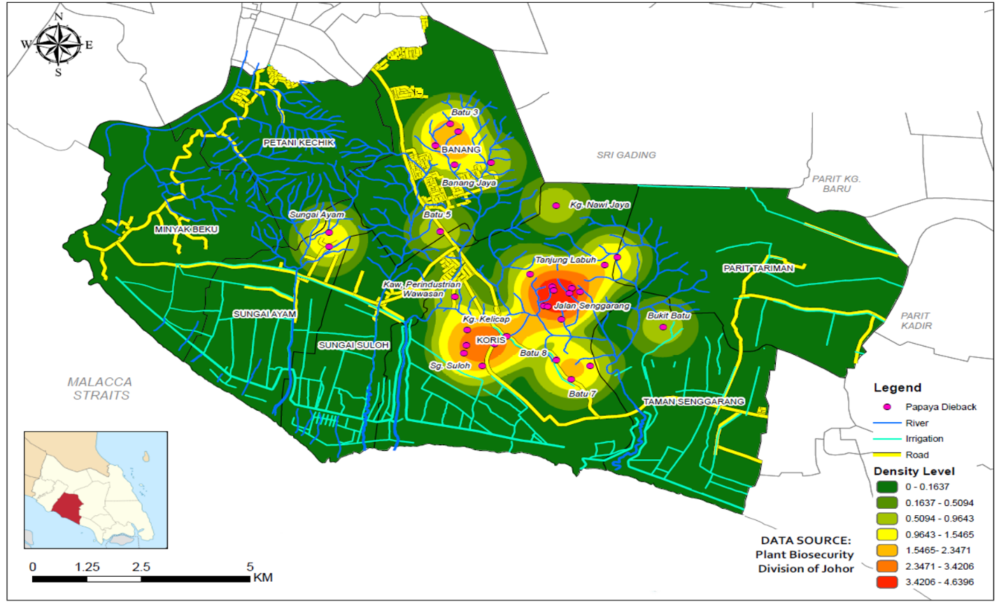 N
W
E
S
Batu 3
PETANI KECHIK
BANANG
SRI GADING
PARIT KG.
BARU
Banang Jaya
Kg. Nawi Jaya
Sungai Ayam
Batu 5
MINYAK BEKU
Tanjung Labuh
PARIT TARIMAN
Kaw. Perindustrian
Wawasan
Jalan Senggarang
SUNGAI AYAM
Kg. Kelicap
Bukit Batu
PARIT
KADIR
SUNGAI SULOH
KORIS
Batu 8
Sg. Suloh
MALACCA
STRAITS
Batu 7
TAMAN SENGGARANG
Legend
Papaya Dieback
River
Irrigation
Road
Density Level
0 - 0.1637
0.1637 - 0.5094
0.5094 - 0.9643
0.9643 - 1.5465
1.5465- 2.3471
2.3471 - 3.4206
3.4206 - 4.6396
DATA SOURCE:
Plant Biosecurity
Division of Johor
0 1.25 2.5 5
KM